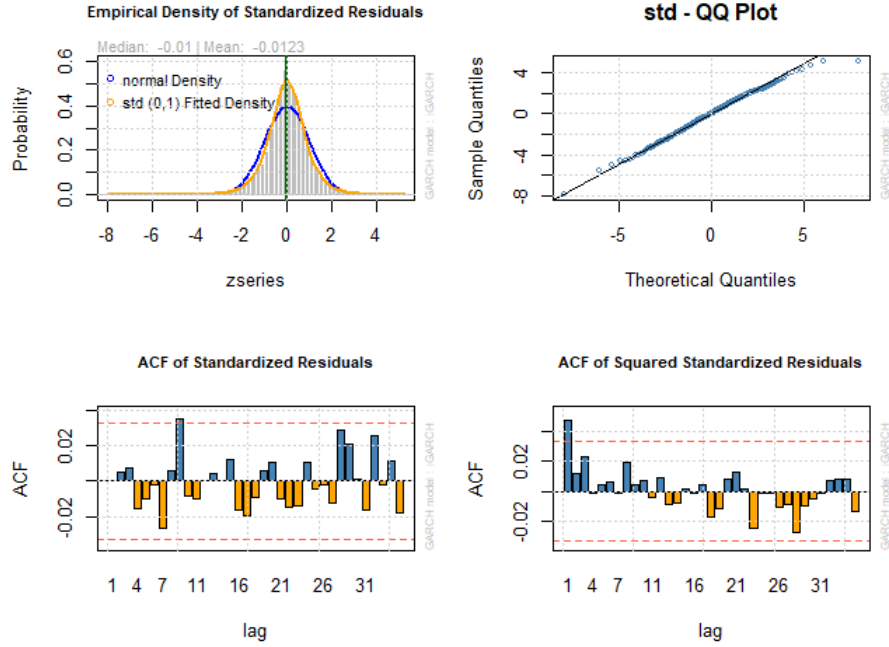 Empirical Density of Standardized Residuals
Median: -0.01 | Mean: -0.0123
normal Density
std (0,1) Fitted Density
Probability
0.0 0.2 0.4 0.6
-8 -6 -4 -2 0 2 4
zseries
GARCH model : iGARCH
std - QQ Plot
Sample Quantiles
-8 -4 0 4
-5 0 5
Theoretical Quantiles
GARCH model : iGARCH
ACF of Standardized Residuals
ACF
-0.02 0.02
1 4 7 11 16 21 26 31
lag
GARCH model : iGARCH
ACF of Squared Standardized Residuals
ACF
-0.02 0.02
1 4 7 11 16 21 26 31
lag
GARCH model : iGARCH